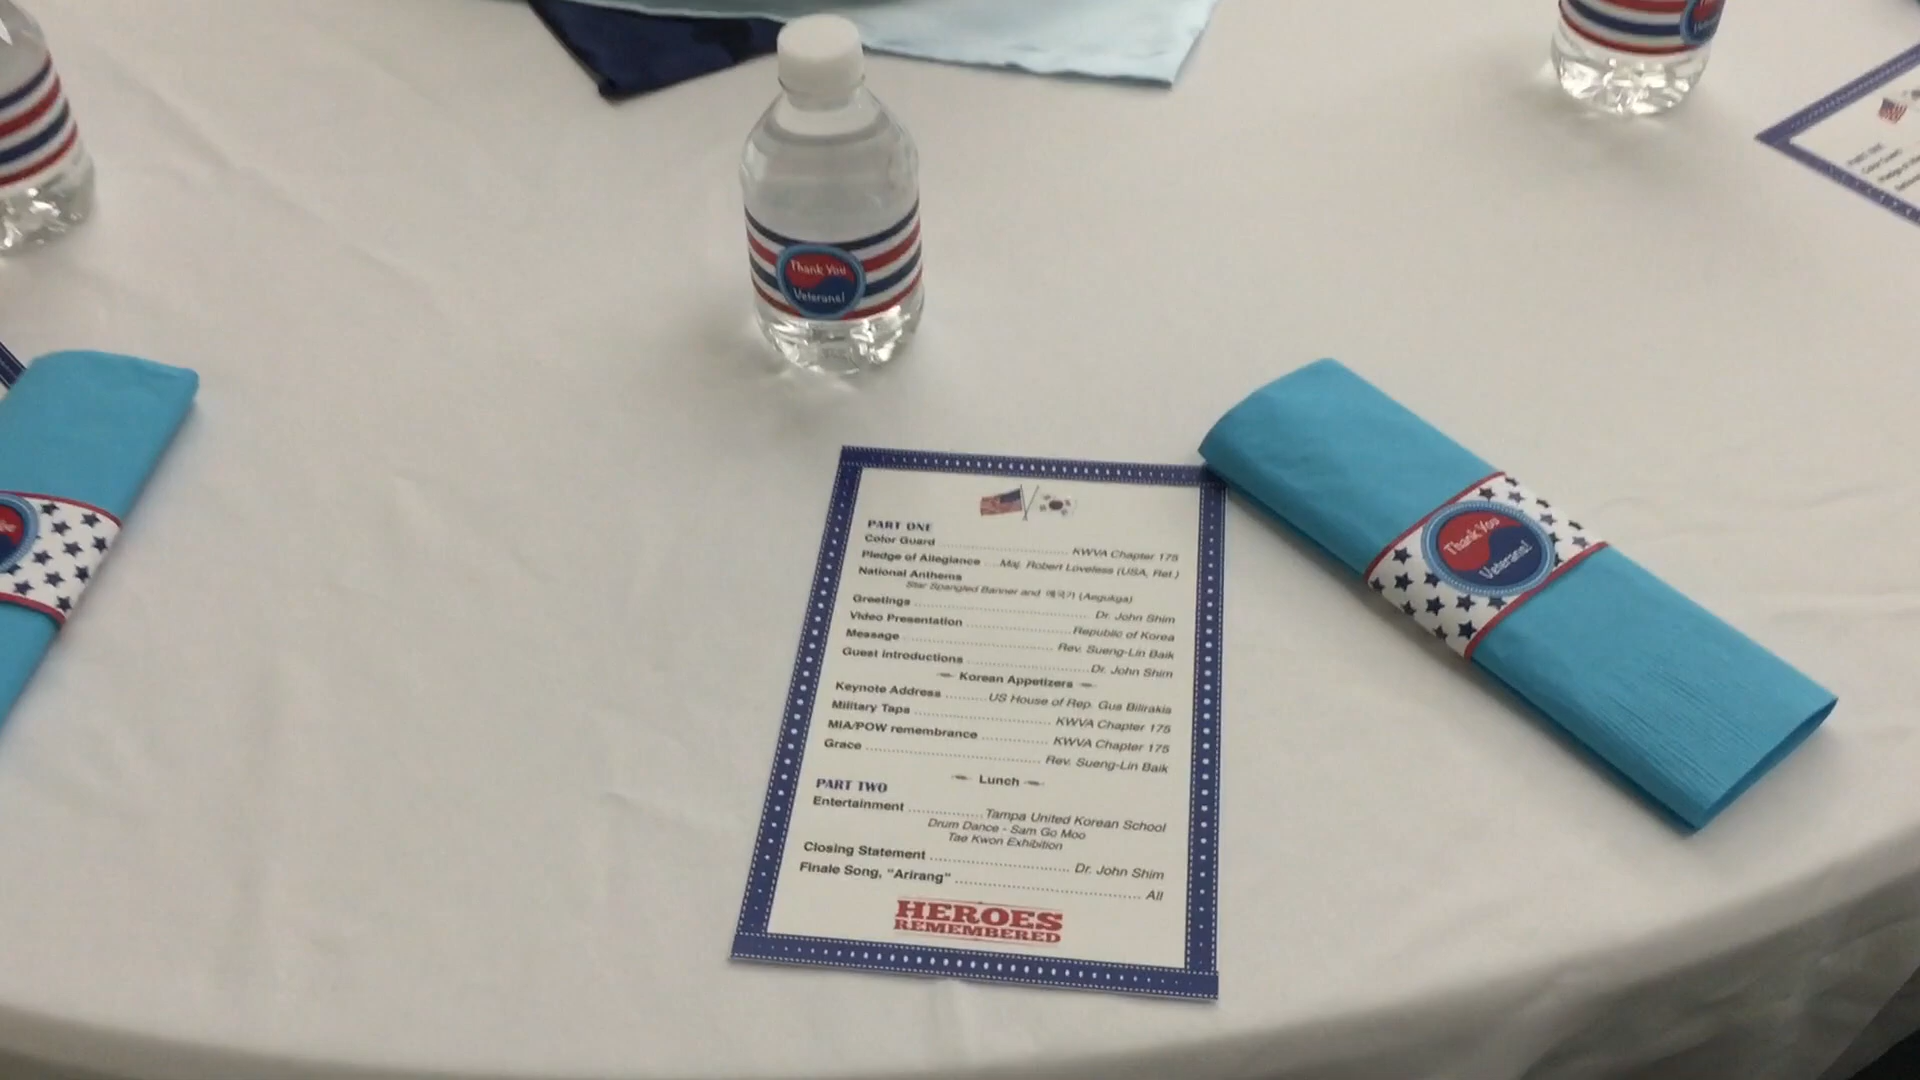 Thank You
Veterans!
Thank You
Veterans!
PART ONE
Color Guard ........................ KWVA Chapter 175
Pledge of Allegiance ....Maj. Robert Loveless (USA, Ret.)
National Anthems
Star Spangled Banner and 애국가 (Aegukga)
Greetings ........................ Dr. John Shim
Video Presentation ........................ Republic of Korea
Message ........................ Rev. Sueng-Lin Baik
Guest Introductions ........................ Dr. John Shim
Korean Appetizers
Keynote Address .........US House of Rep. Gus Bilirakis
Military Taps ........................ KWVA Chapter 175
MIA/POW remembrance ............ KWVA Chapter 175
Grace ........................ Rev. Sueng-Lin Baik
Lunch
PART TWO
Entertainment ................Tampa United Korean School
Drum Dance - Sam Go Moo
Tae Kwon Exhibition
Closing Statement ........................ Dr. John Shim
Finale Song, "Arirang" ........................ All
HEROES
REMEMBERED